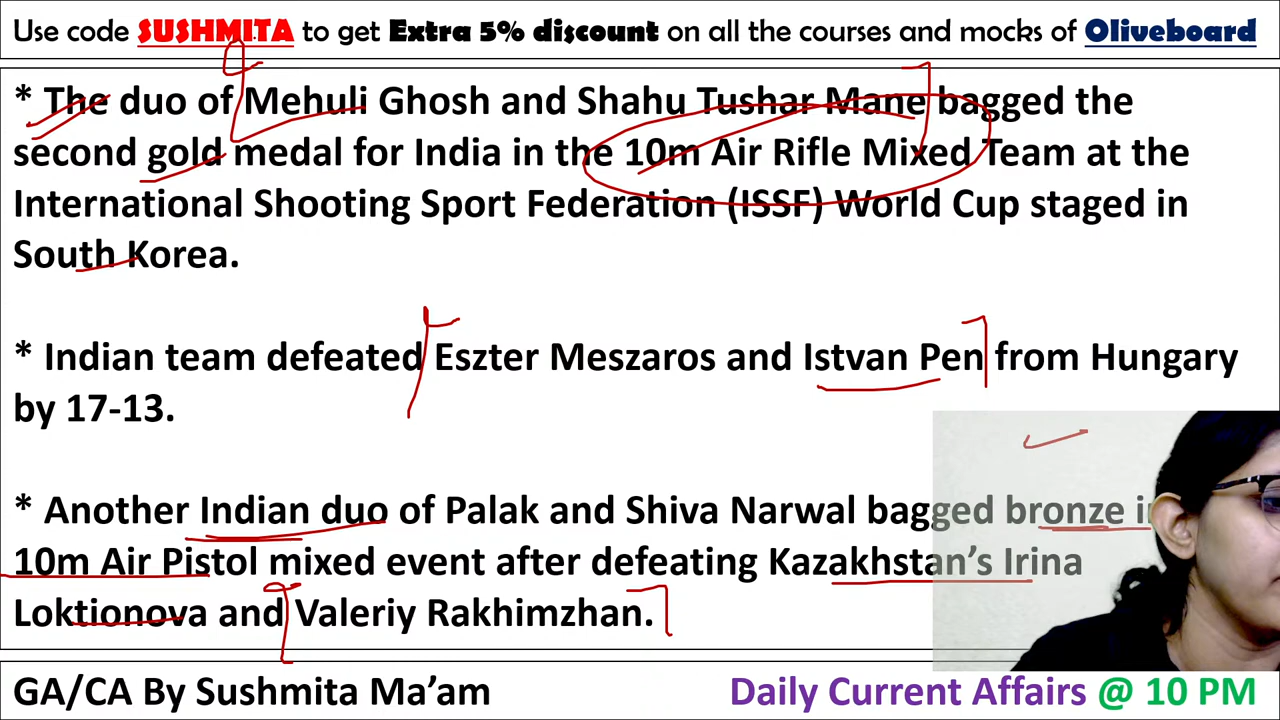 Use code SUSHMITA to get Extra 5% discount on all the courses and mocks of Oliveboard
* The duo of Mehuli Ghosh and Shahu Tushar Mane bagged the
second gold medal for India in the 10m Air Rifle Mixed Team at the
International Shooting Sport Federation (ISSF) World Cup staged in
South Korea.
* Indian team defeated Eszter Meszaros and Istvan Pen from Hungary
by 17-13.
* Another Indian duo of Palak and Shiva Narwal bagged bronze
10m Air Pistol mixed event after defeating Kazakhstan’s Irina
Loktionova and Valeriy Rakhimzhan.
GA/CA By Sushmita Ma’am
Daily Current Affairs @ 10 PM